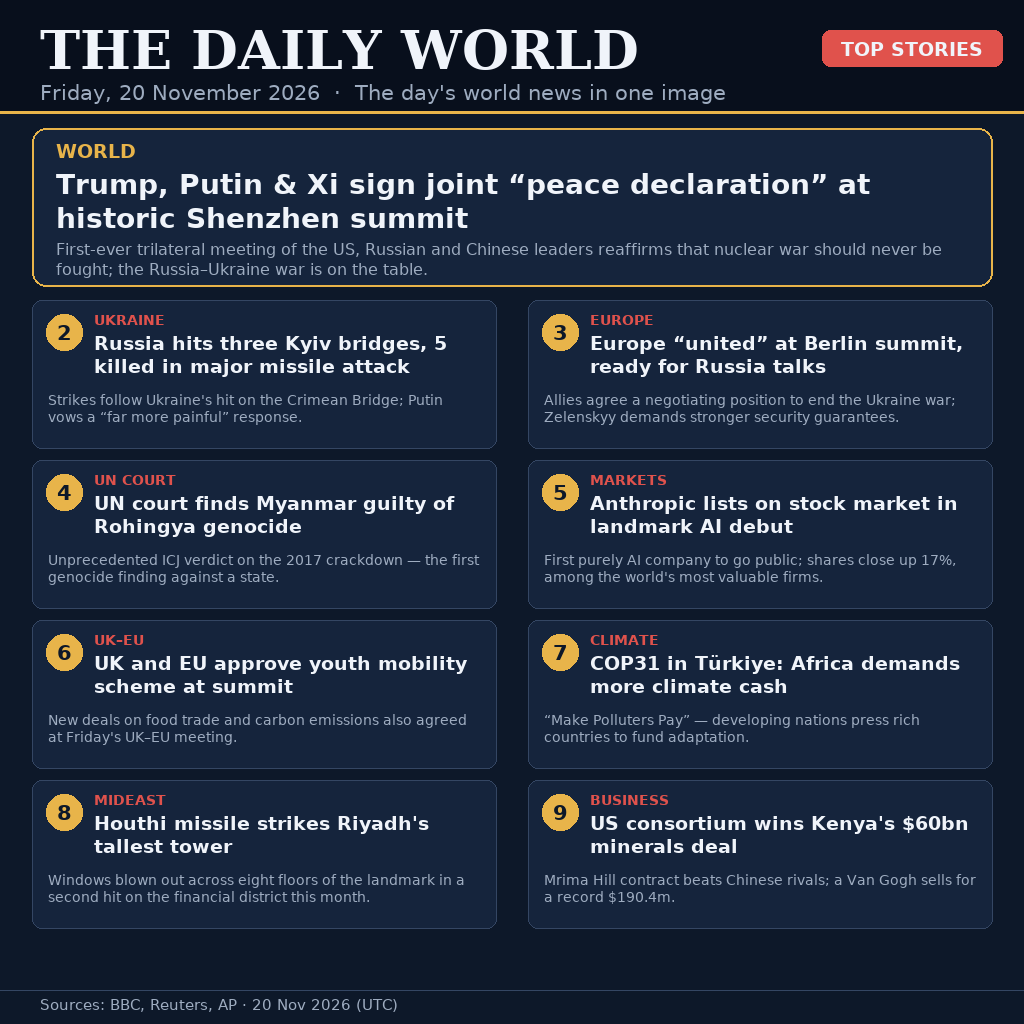 THE DAILY WORLD
TOP STORIES
Friday, 20 November 2026 · The day's world news in one image
WORLD
Trump, Putin & Xi sign joint “peace declaration” at
historic Shenzhen summit
First-ever trilateral meeting of the US, Russian and Chinese leaders reaffirms that nuclear war should never be
fought; the Russia–Ukraine war is on the table.
2
UKRAINE
Russia hits three Kyiv bridges, 5
killed in major missile attack
Strikes follow Ukraine's hit on the Crimean Bridge; Putin
vows a “far more painful” response.
3
EUROPE
Europe “united” at Berlin summit,
ready for Russia talks
Allies agree a negotiating position to end the Ukraine war;
Zelenskyy demands stronger security guarantees.
4
UN COURT
UN court finds Myanmar guilty of
Rohingya genocide
Unprecedented ICJ verdict on the 2017 crackdown — the first
genocide finding against a state.
5
MARKETS
Anthropic lists on stock market in
landmark AI debut
First purely AI company to go public; shares close up 17%,
among the world's most valuable firms.
6
UK–EU
UK and EU approve youth mobility
scheme at summit
New deals on food trade and carbon emissions also agreed
at Friday's UK–EU meeting.
7
CLIMATE
COP31 in Türkiye: Africa demands
more climate cash
“Make Polluters Pay” — developing nations press rich
countries to fund adaptation.
8
MIDEAST
Houthi missile strikes Riyadh's
tallest tower
Windows blown out across eight floors of the landmark in a
second hit on the financial district this month.
9
BUSINESS
US consortium wins Kenya's $60bn
minerals deal
Mrima Hill contract beats Chinese rivals; a Van Gogh sells for
a record $190.4m.
Sources: BBC, Reuters, AP · 20 Nov 2026 (UTC)